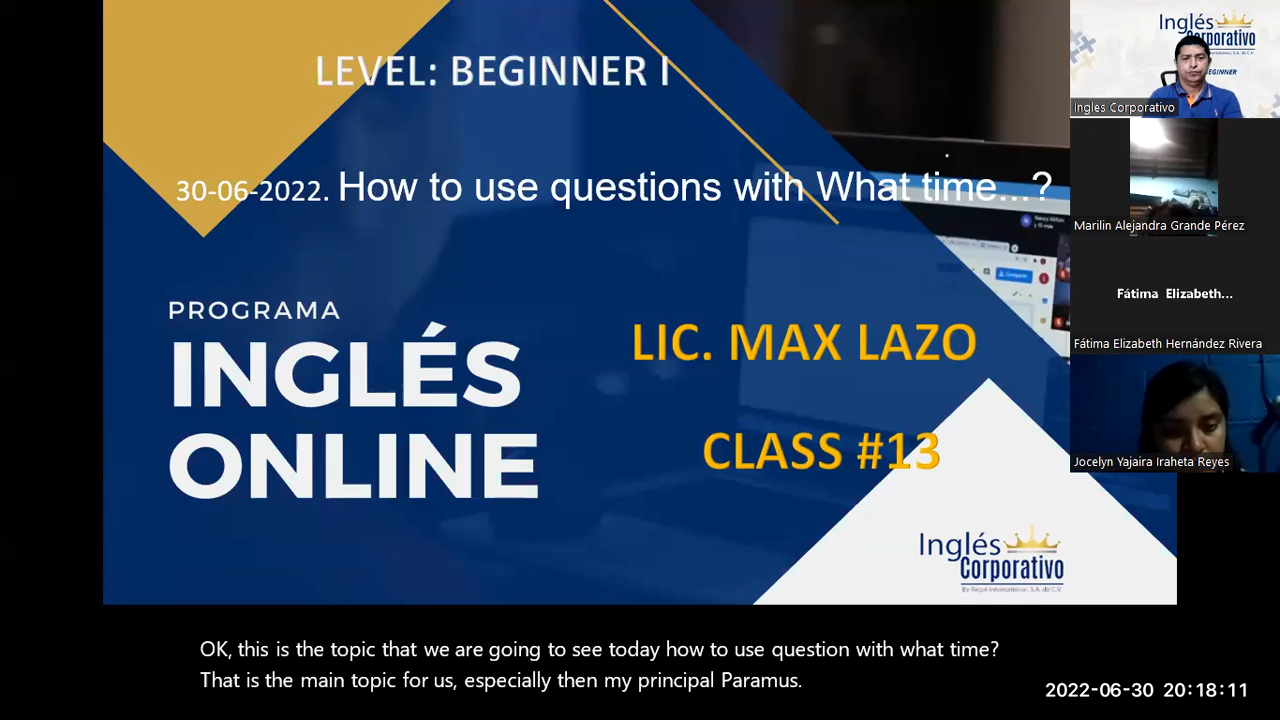 LEVEL: BEGINNER I
30-06-2022. How to use questions with What time...?
PROGRAMA
INGLÉS
ONLINE
LIC. MAX LAZO
CLASS #13
Inglés
Corporativo
By Regal International, S.A. de C.V.
Inglés
Corporativo
BEGINNER
Ingles Corporativo
Marilin Alejandra Grande Pérez
Fátima Elizabeth...
Fátima Elizabeth Hernández Rivera
Jocelyn Yajaira Iraheta Reyes
OK, this is the topic that we are going to see today how to use question with what time?
That is the main topic for us, especially then my principal Paramus.
2022-06-30 20:18:11